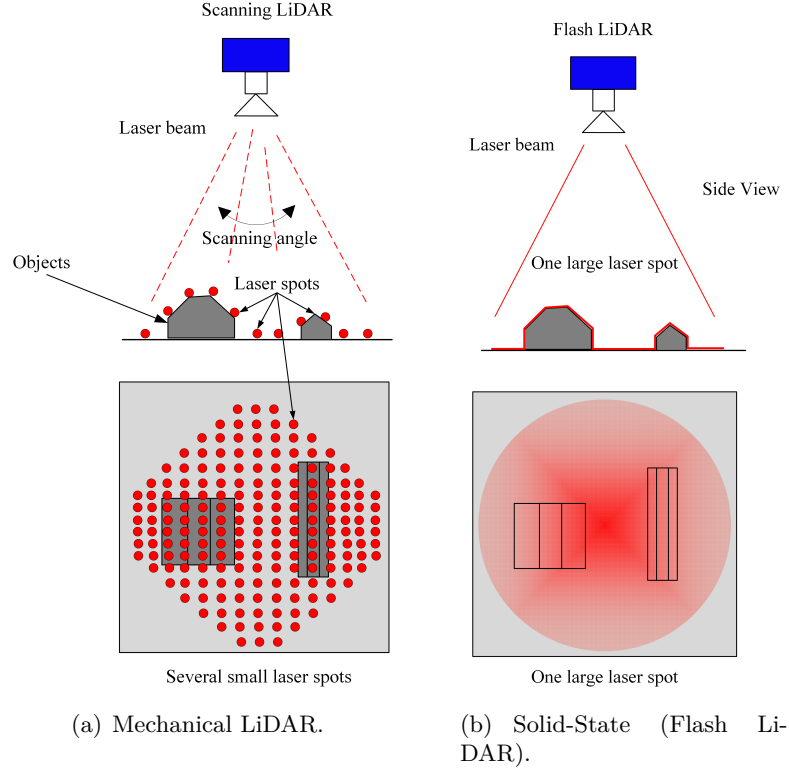 Scanning LiDAR
Laser beam
Scanning angle
Objects
Laser spots
Several small laser spots
(a) Mechanical LiDAR.
Flash LiDAR
Laser beam
Side View
One large laser spot
One large laser spot
(b) Solid-State (Flash Li-
DAR).